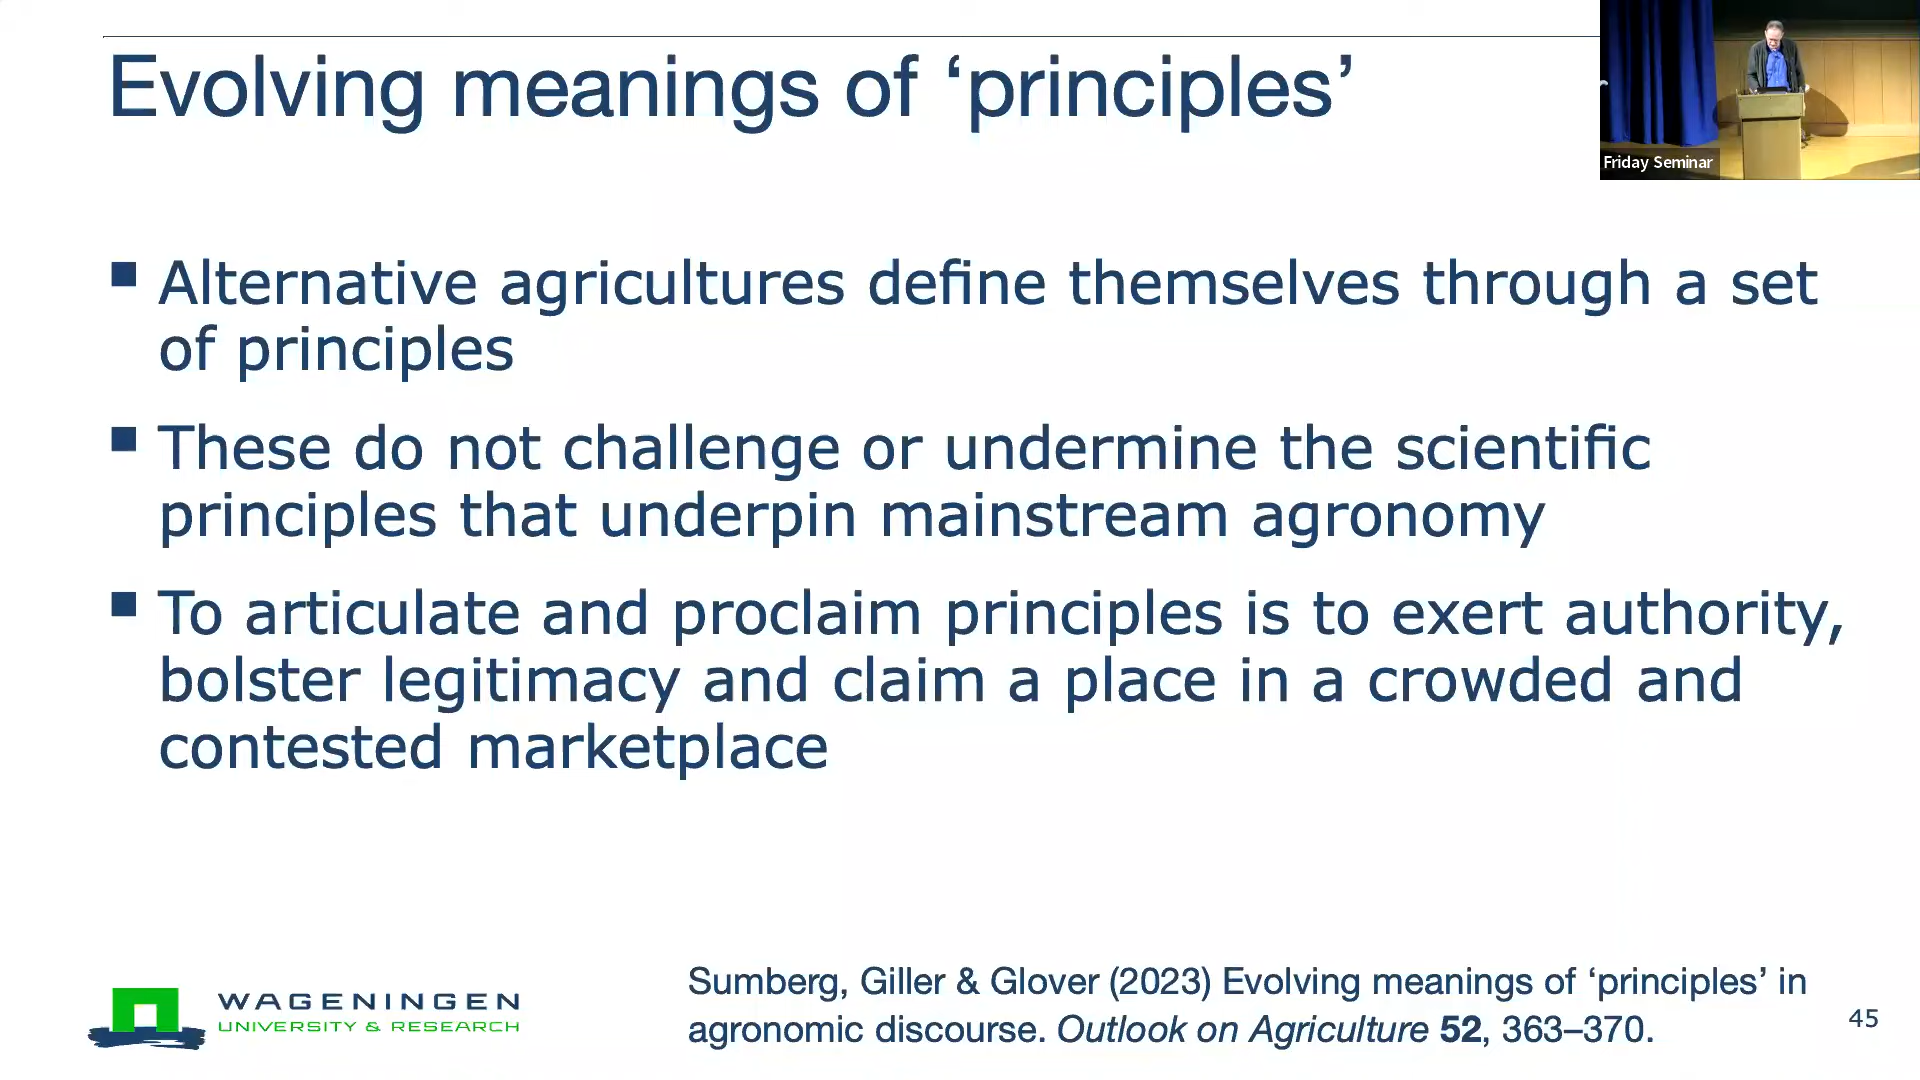 Evolving meanings of ‘principles’
Friday Seminar
Alternative agricultures define themselves through a set
of principles
These do not challenge or undermine the scientific
principles that underpin mainstream agronomy
To articulate and proclaim principles is to exert authority,
bolster legitimacy and claim a place in a crowded and
contested marketplace
WAGENINGEN
UNIVERSITY & RESEARCH
Sumberg, Giller & Glover (2023) Evolving meanings of ‘principles’ in
agronomic discourse. Outlook on Agriculture 52, 363–370.
45